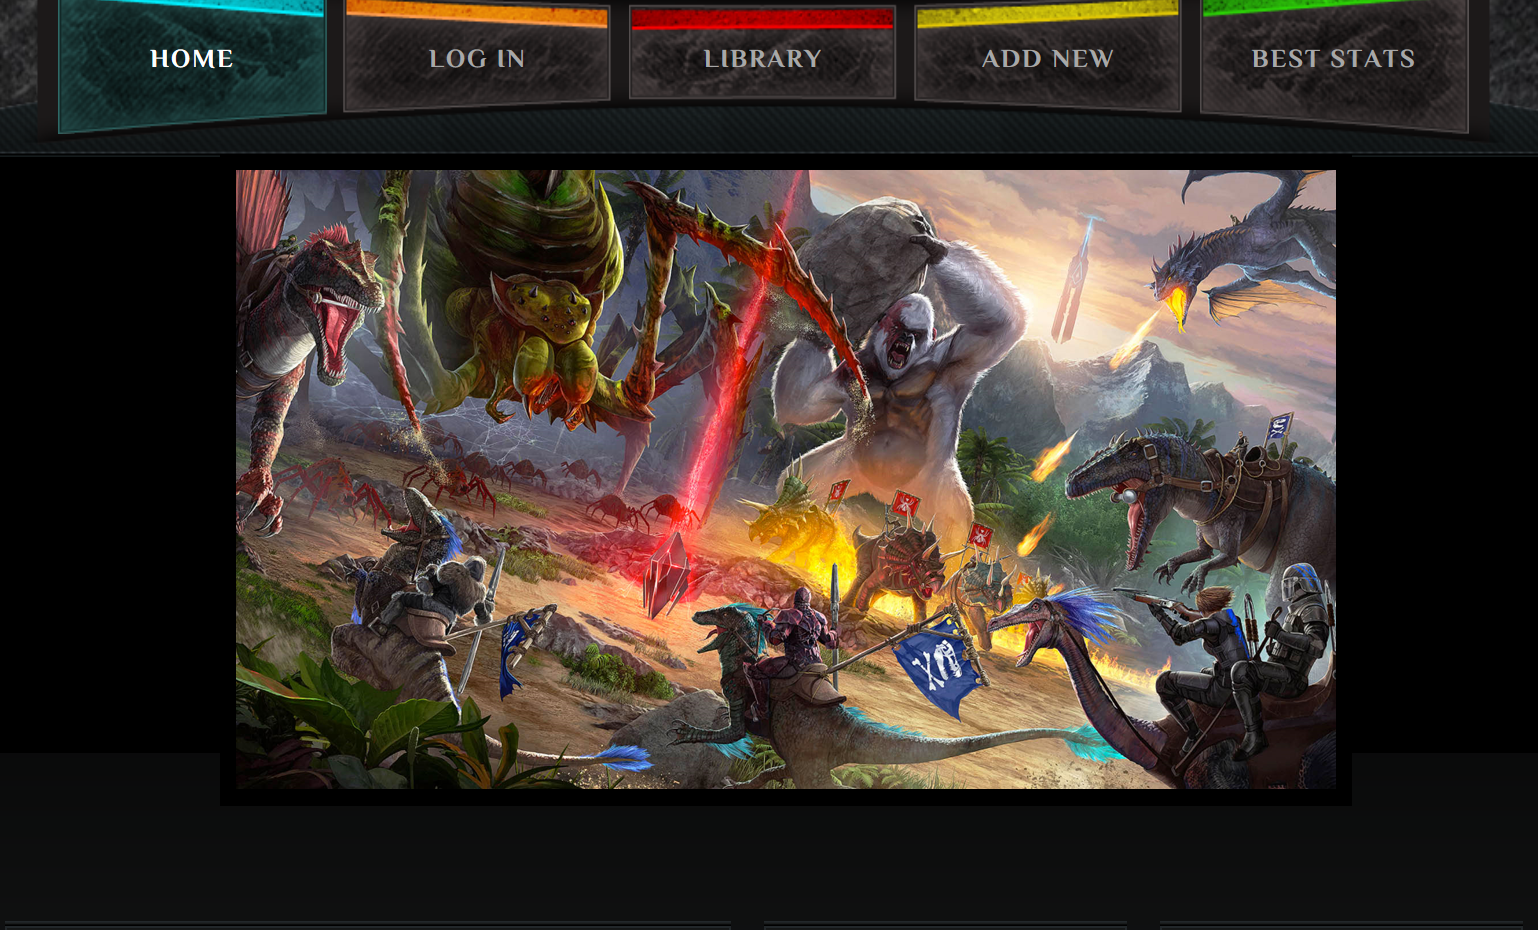 HOME
LOG IN
LIBRARY
ADD NEW
BEST STATS